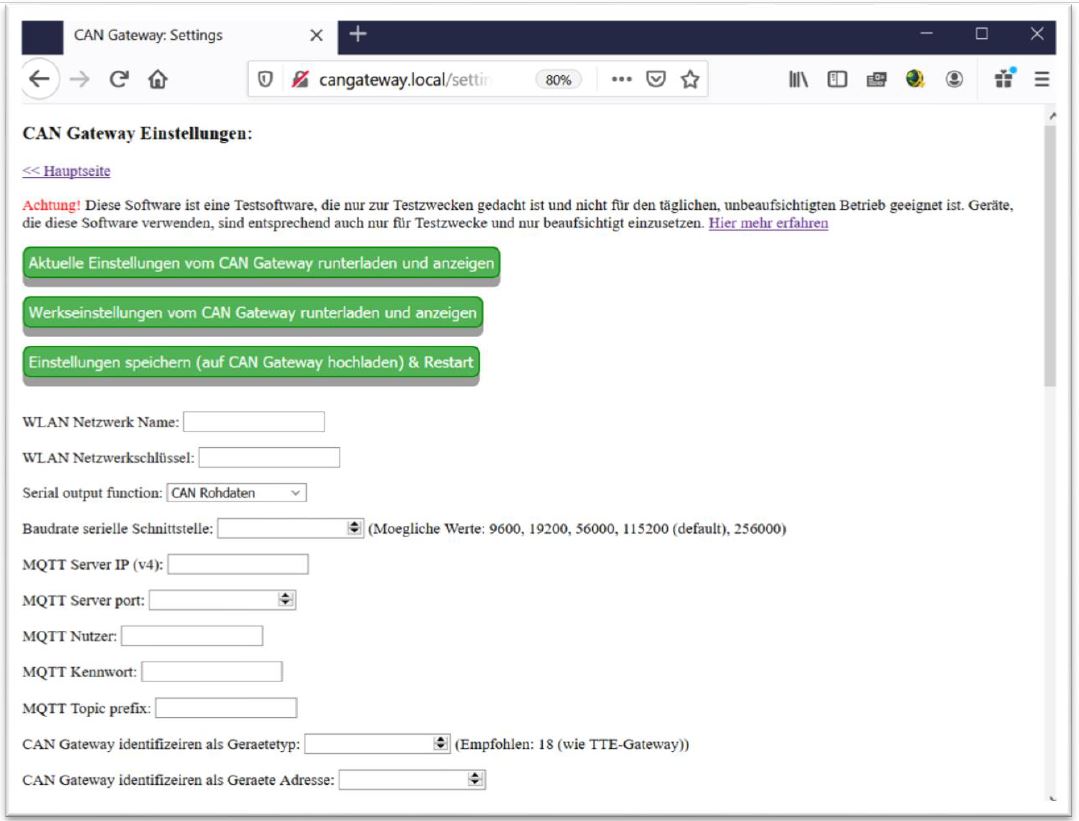 CAN Gateway: Settings
cangateway.local/settin
80%
CAN Gateway Einstellungen:
<< Hauptseite
Achtung! Diese Software ist eine Testsoftware, die nur zur Testzwecken gedacht ist und nicht für den täglichen, unbeaufsichtigten Betrieb geeignet ist. Geräte,
die diese Software verwenden, sind entsprechend auch nur für Testzwecke und nur beaufsichtigt einzusetzen. Hier mehr erfahren
Aktuelle Einstellungen vom CAN Gateway runterladen und anzeigen
Werkseinstellungen vom CAN Gateway runterladen und anzeigen
Einstellungen speichern (auf CAN Gateway hochladen) & Restart
WLAN Netzwerk Name:
WLAN Netzwerkschlüssel:
Serial output function: CAN Rohdaten
Baudrate serielle Schnittstelle: (Moegliche Werte: 9600, 19200, 56000, 115200 (default), 256000)
MQTT Server IP (v4):
MQTT Server port:
MQTT Nutzer:
MQTT Kennwort:
MQTT Topic prefix:
CAN Gateway identifizeiren als Geraetetyp: (Empfohlen: 18 (wie TTE-Gateway))
CAN Gateway identifizeiren als Geraete Adresse: